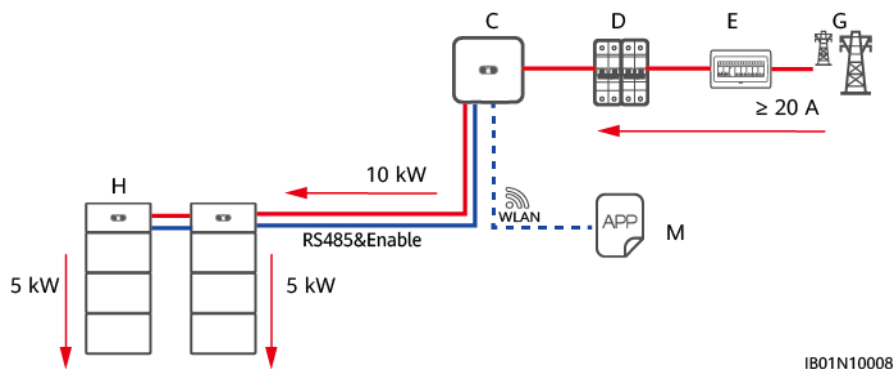 C
D
E
G
≥ 20 A
10 kW
H
WLAN
APP
M
RS485&Enable
5 kW
5 kW
IB01N10008